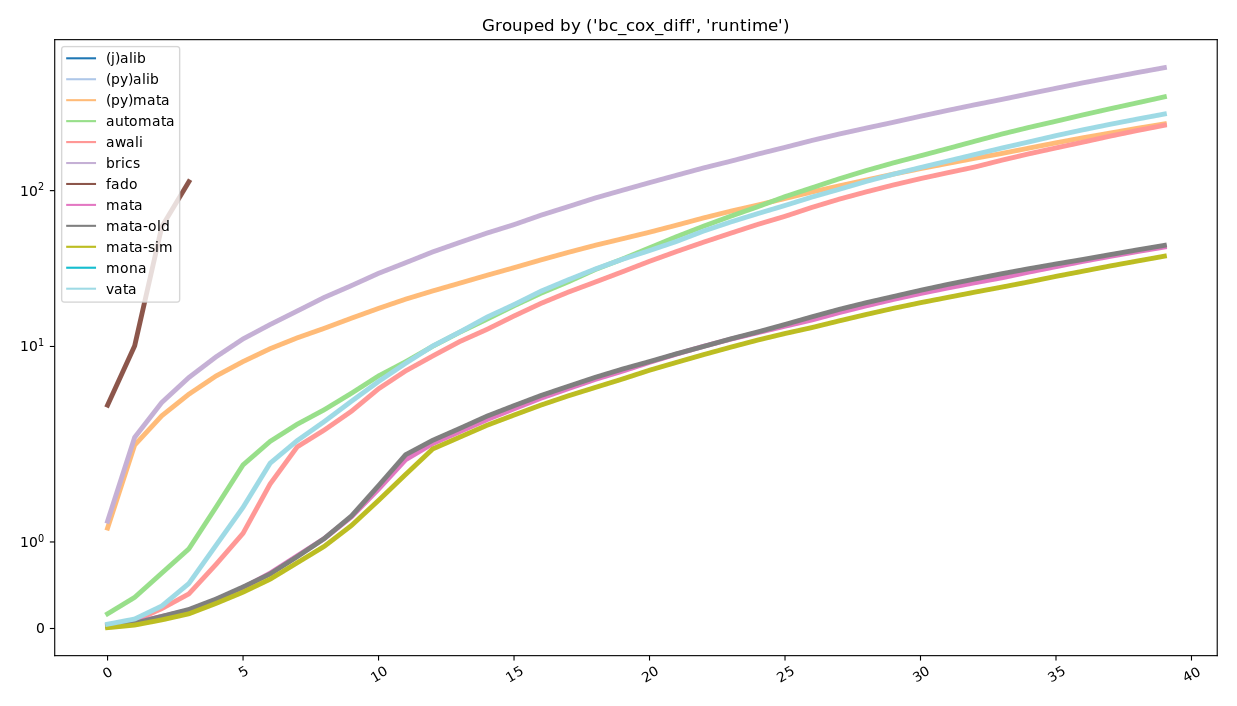 Grouped by ('bc_cox_diff', 'runtime')
(j)alib
(py)alib
(py)mata
automata
awali
brics
fado
mata
mata-old
mata-sim
mona
vata
10²
10¹
10⁰
0
0 5 10 15 20 25 30 35 40